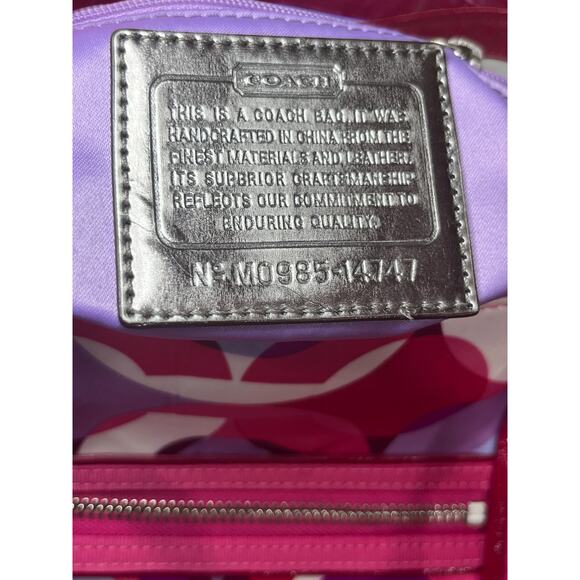 COACH
THIS IS A COACH BAG. IT WAS
HANDCRAFTED IN CHINA FROM THE
FINEST MATERIALS AND LEATHER.
ITS SUPERIOR CRAFTSMANSHIP
REFLECTS OUR COMMITMENT TO
ENDURING QUALITY.
Nº.M0985-14747